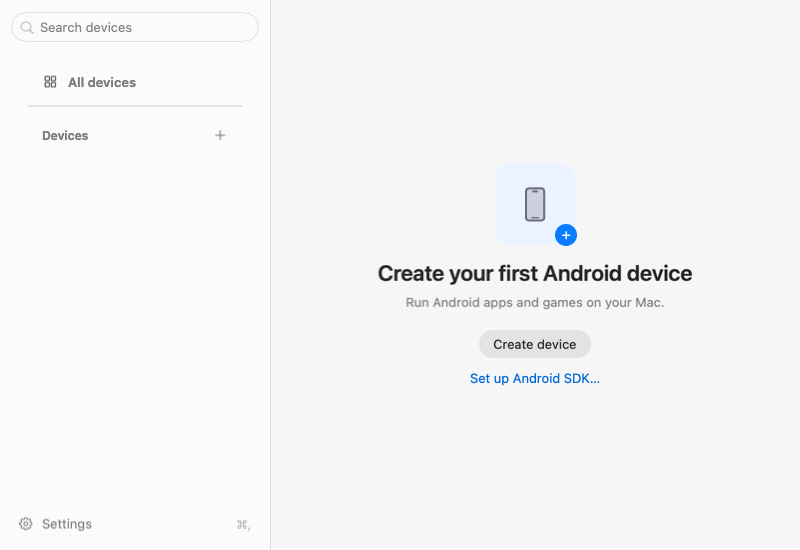 Search devices
All devices
Devices
Create your first Android device
Run Android apps and games on your Mac.
Create device
Set up Android SDK...
Settings ⌘,